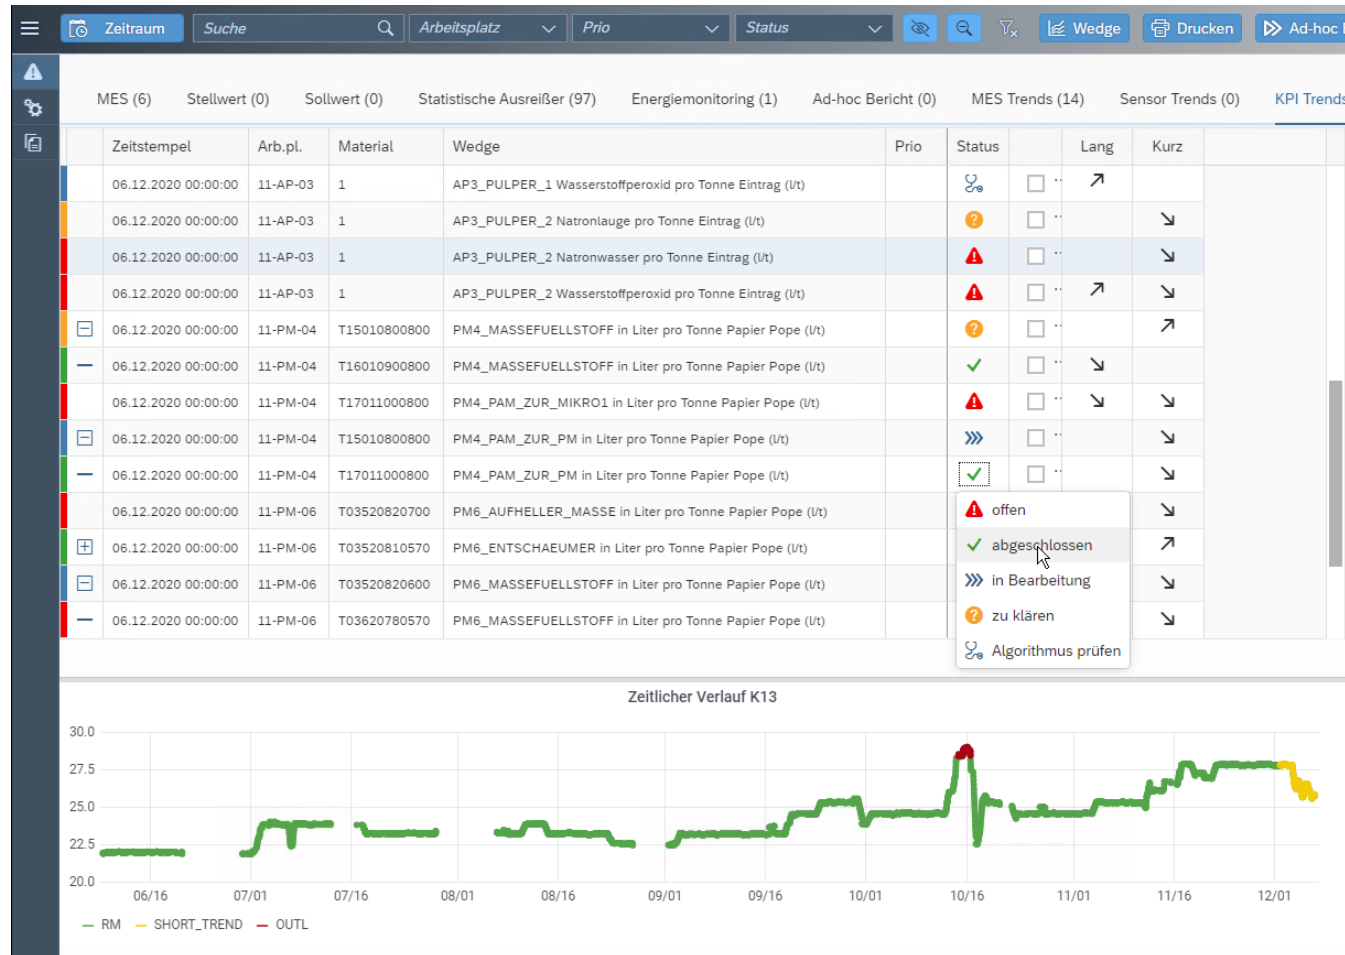 Zeitraum Suche Arbeitsplatz Prio Status Wedge Drucken Ad-hoc
MES (6) Stellwert (0) Sollwert (0) Statistische Ausreißer (97) Energiemonitoring (1) Ad-hoc Bericht (0) MES Trends (14) Sensor Trends (0) KPI Trends
Zeitstempel Arb.pl. Material Wedge Prio Status Lang Kurz
06.12.2020 00:00:00 11-AP-03 1 AP3_PULPER_1 Wasserstoffperoxid pro Tonne Eintrag (l/t)
06.12.2020 00:00:00 11-AP-03 1 AP3_PULPER_2 Natronlauge pro Tonne Eintrag (l/t)
06.12.2020 00:00:00 11-AP-03 1 AP3_PULPER_2 Natronwasser pro Tonne Eintrag (l/t)
06.12.2020 00:00:00 11-AP-03 1 AP3_PULPER_2 Wasserstoffperoxid pro Tonne Eintrag (l/t)
06.12.2020 00:00:00 11-PM-04 T15010800800 PM4_MASSEFUELLSTOFF in Liter pro Tonne Papier Pope (l/t)
06.12.2020 00:00:00 11-PM-04 T16010900800 PM4_MASSEFUELLSTOFF in Liter pro Tonne Papier Pope (l/t)
06.12.2020 00:00:00 11-PM-04 T17011000800 PM4_PAM_ZUR_MIKRO1 in Liter pro Tonne Papier Pope (l/t)
06.12.2020 00:00:00 11-PM-04 T15010800800 PM4_PAM_ZUR_PM in Liter pro Tonne Papier Pope (l/t)
06.12.2020 00:00:00 11-PM-04 T17011000800 PM4_PAM_ZUR_PM in Liter pro Tonne Papier Pope (l/t)
06.12.2020 00:00:00 11-PM-06 T03520820700 PM6_AUFHELLER_MASSE in Liter pro Tonne Papier Pope (l/t)
06.12.2020 00:00:00 11-PM-06 T03520810570 PM6_ENTSCHAEUMER in Liter pro Tonne Papier Pope (l/t)
06.12.2020 00:00:00 11-PM-06 T03520820600 PM6_MASSEFUELLSTOFF in Liter pro Tonne Papier Pope (l/t)
06.12.2020 00:00:00 11-PM-06 T03620780570 PM6_MASSEFUELLSTOFF in Liter pro Tonne Papier Pope (l/t)
offen
abgeschlossen
in Bearbeitung
zu klären
Algorithmus prüfen
Zeitlicher Verlauf K13
30.0
27.5
25.0
22.5
20.0
06/16 07/01 07/16 08/01 08/16 09/01 09/16 10/01 10/16 11/01 11/16 12/01
RM SHORT_TREND OUTL